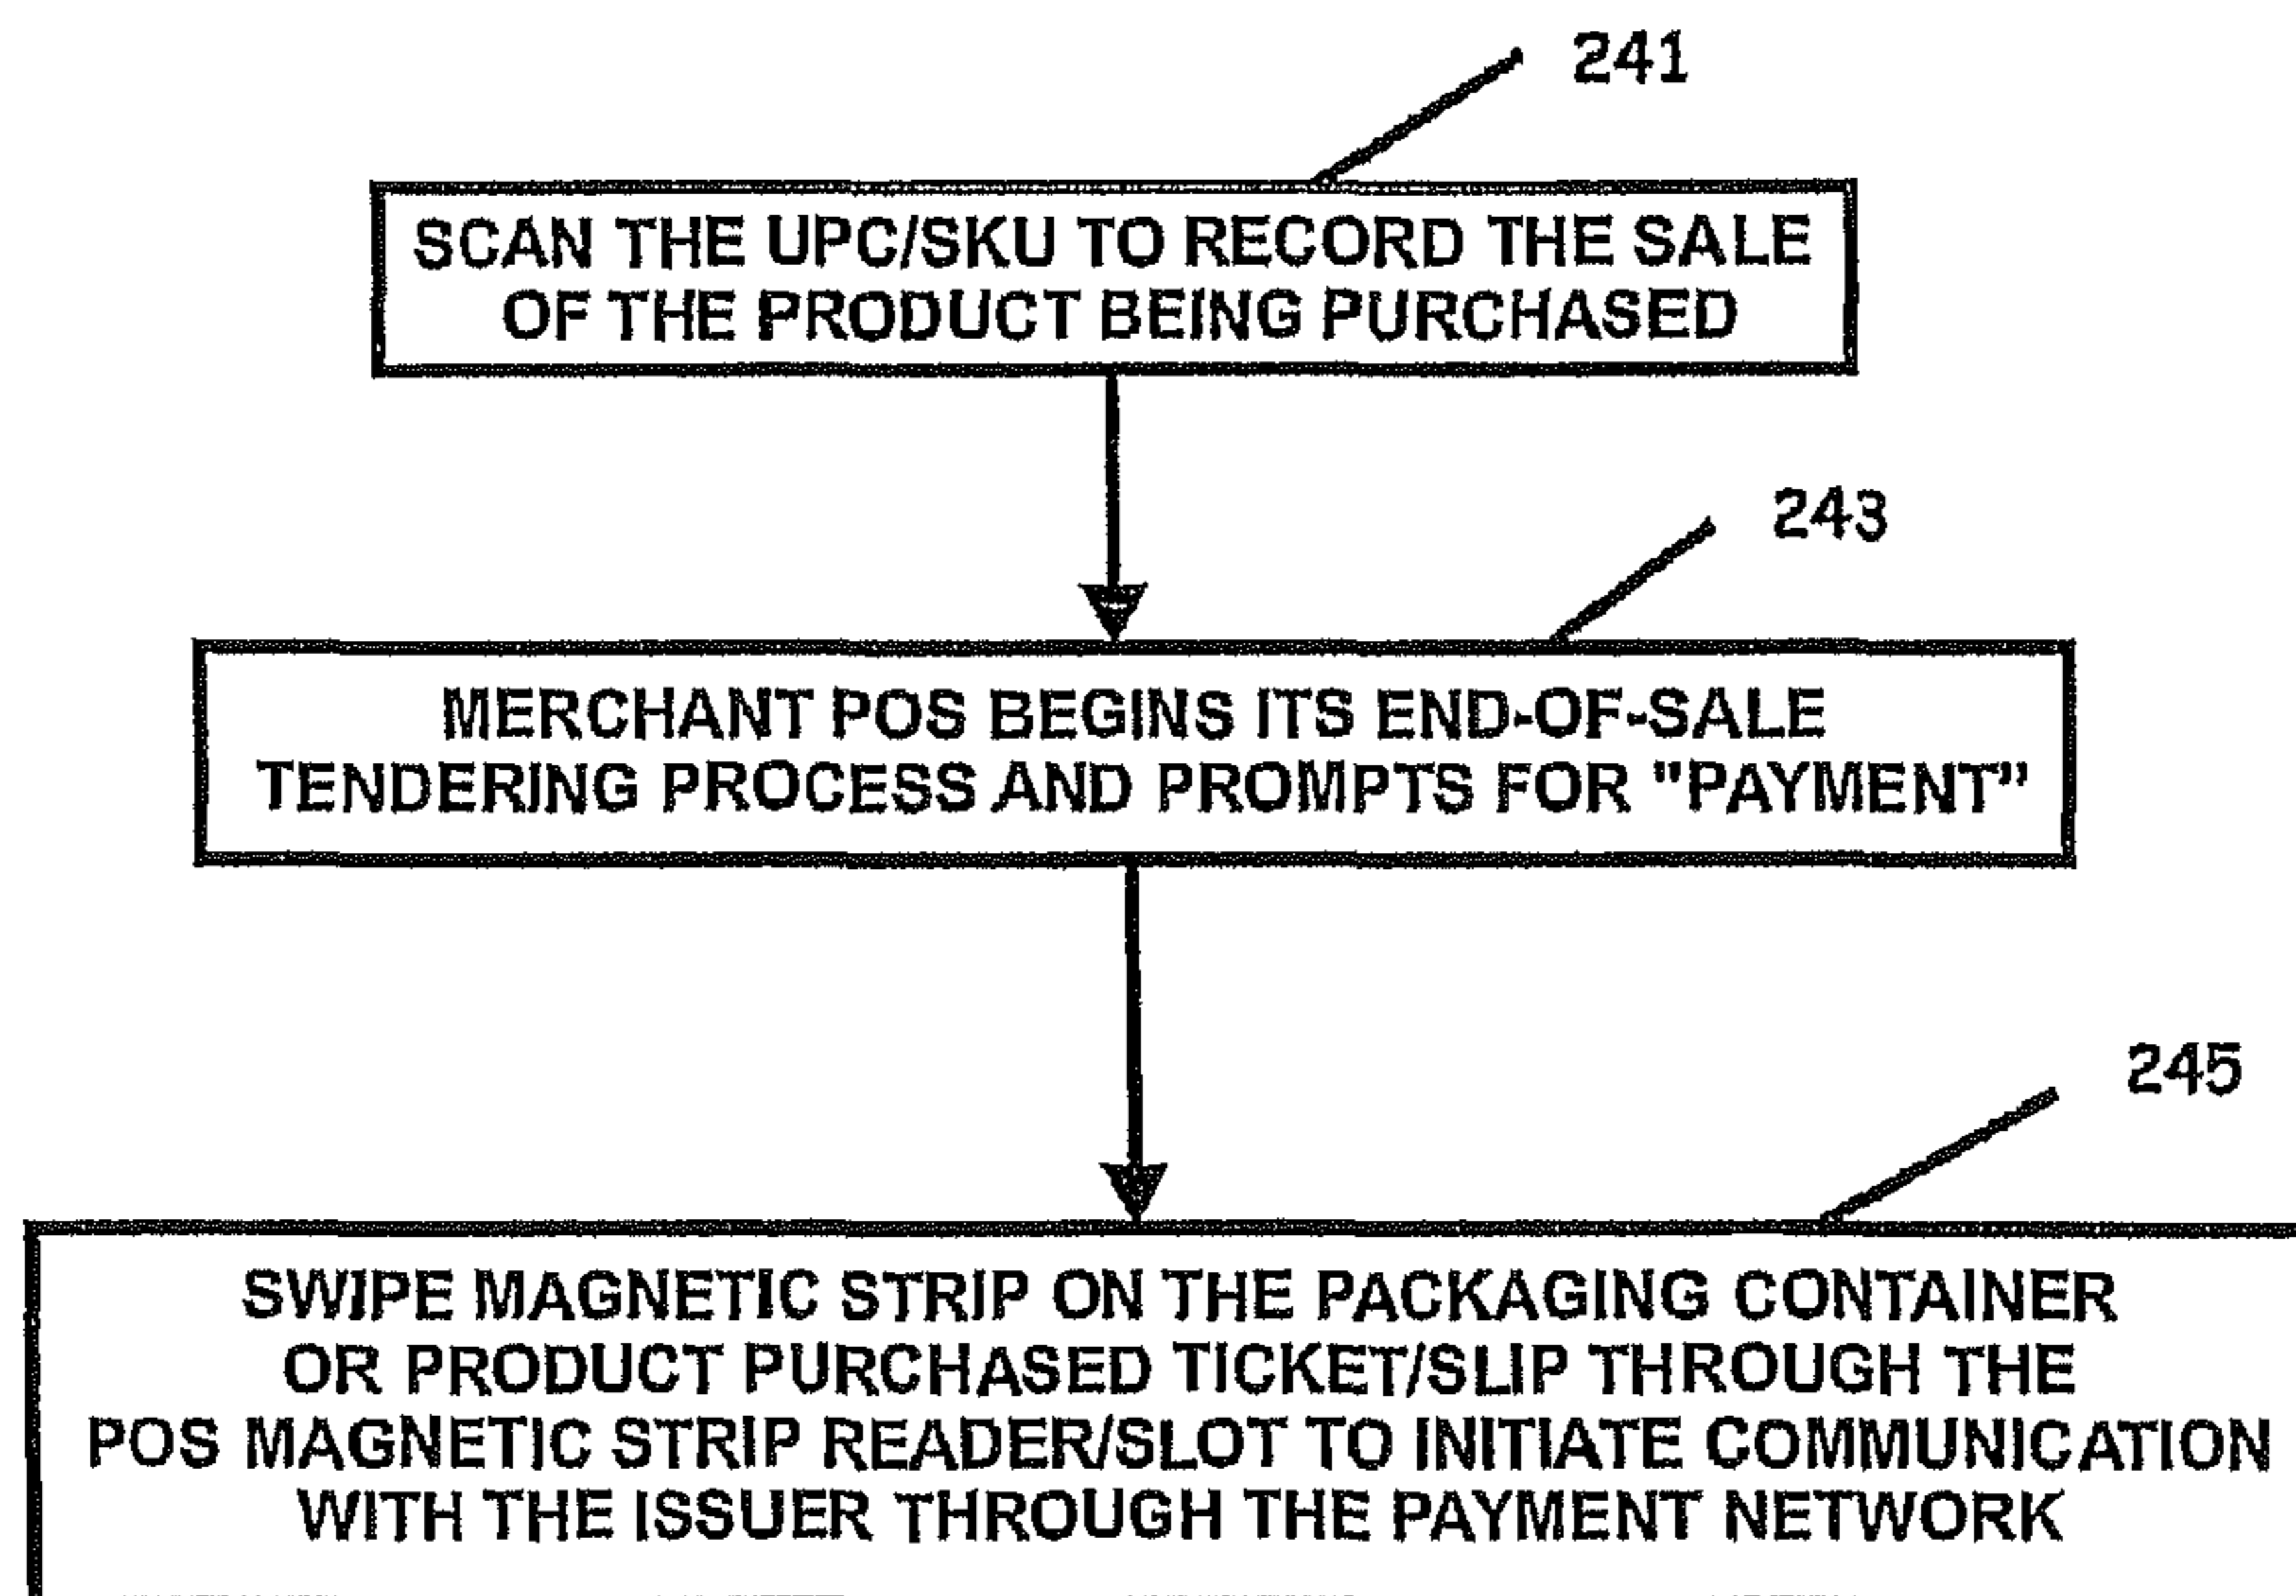 241
SCAN THE UPC/SKU TO RECORD THE SALE
OF THE PRODUCT BEING PURCHASED
243
MERCHANT POS BEGINS ITS END-OF-SALE
TENDERING PROCESS AND PROMPTS FOR "PAYMENT"
245
SWIPE MAGNETIC STRIP ON THE PACKAGING CONTAINER
OR PRODUCT PURCHASED TICKET/SLIP THROUGH THE
POS MAGNETIC STRIP READER/SLOT TO INITIATE COMMUNICATION
WITH THE ISSUER THROUGH THE PAYMENT NETWORK